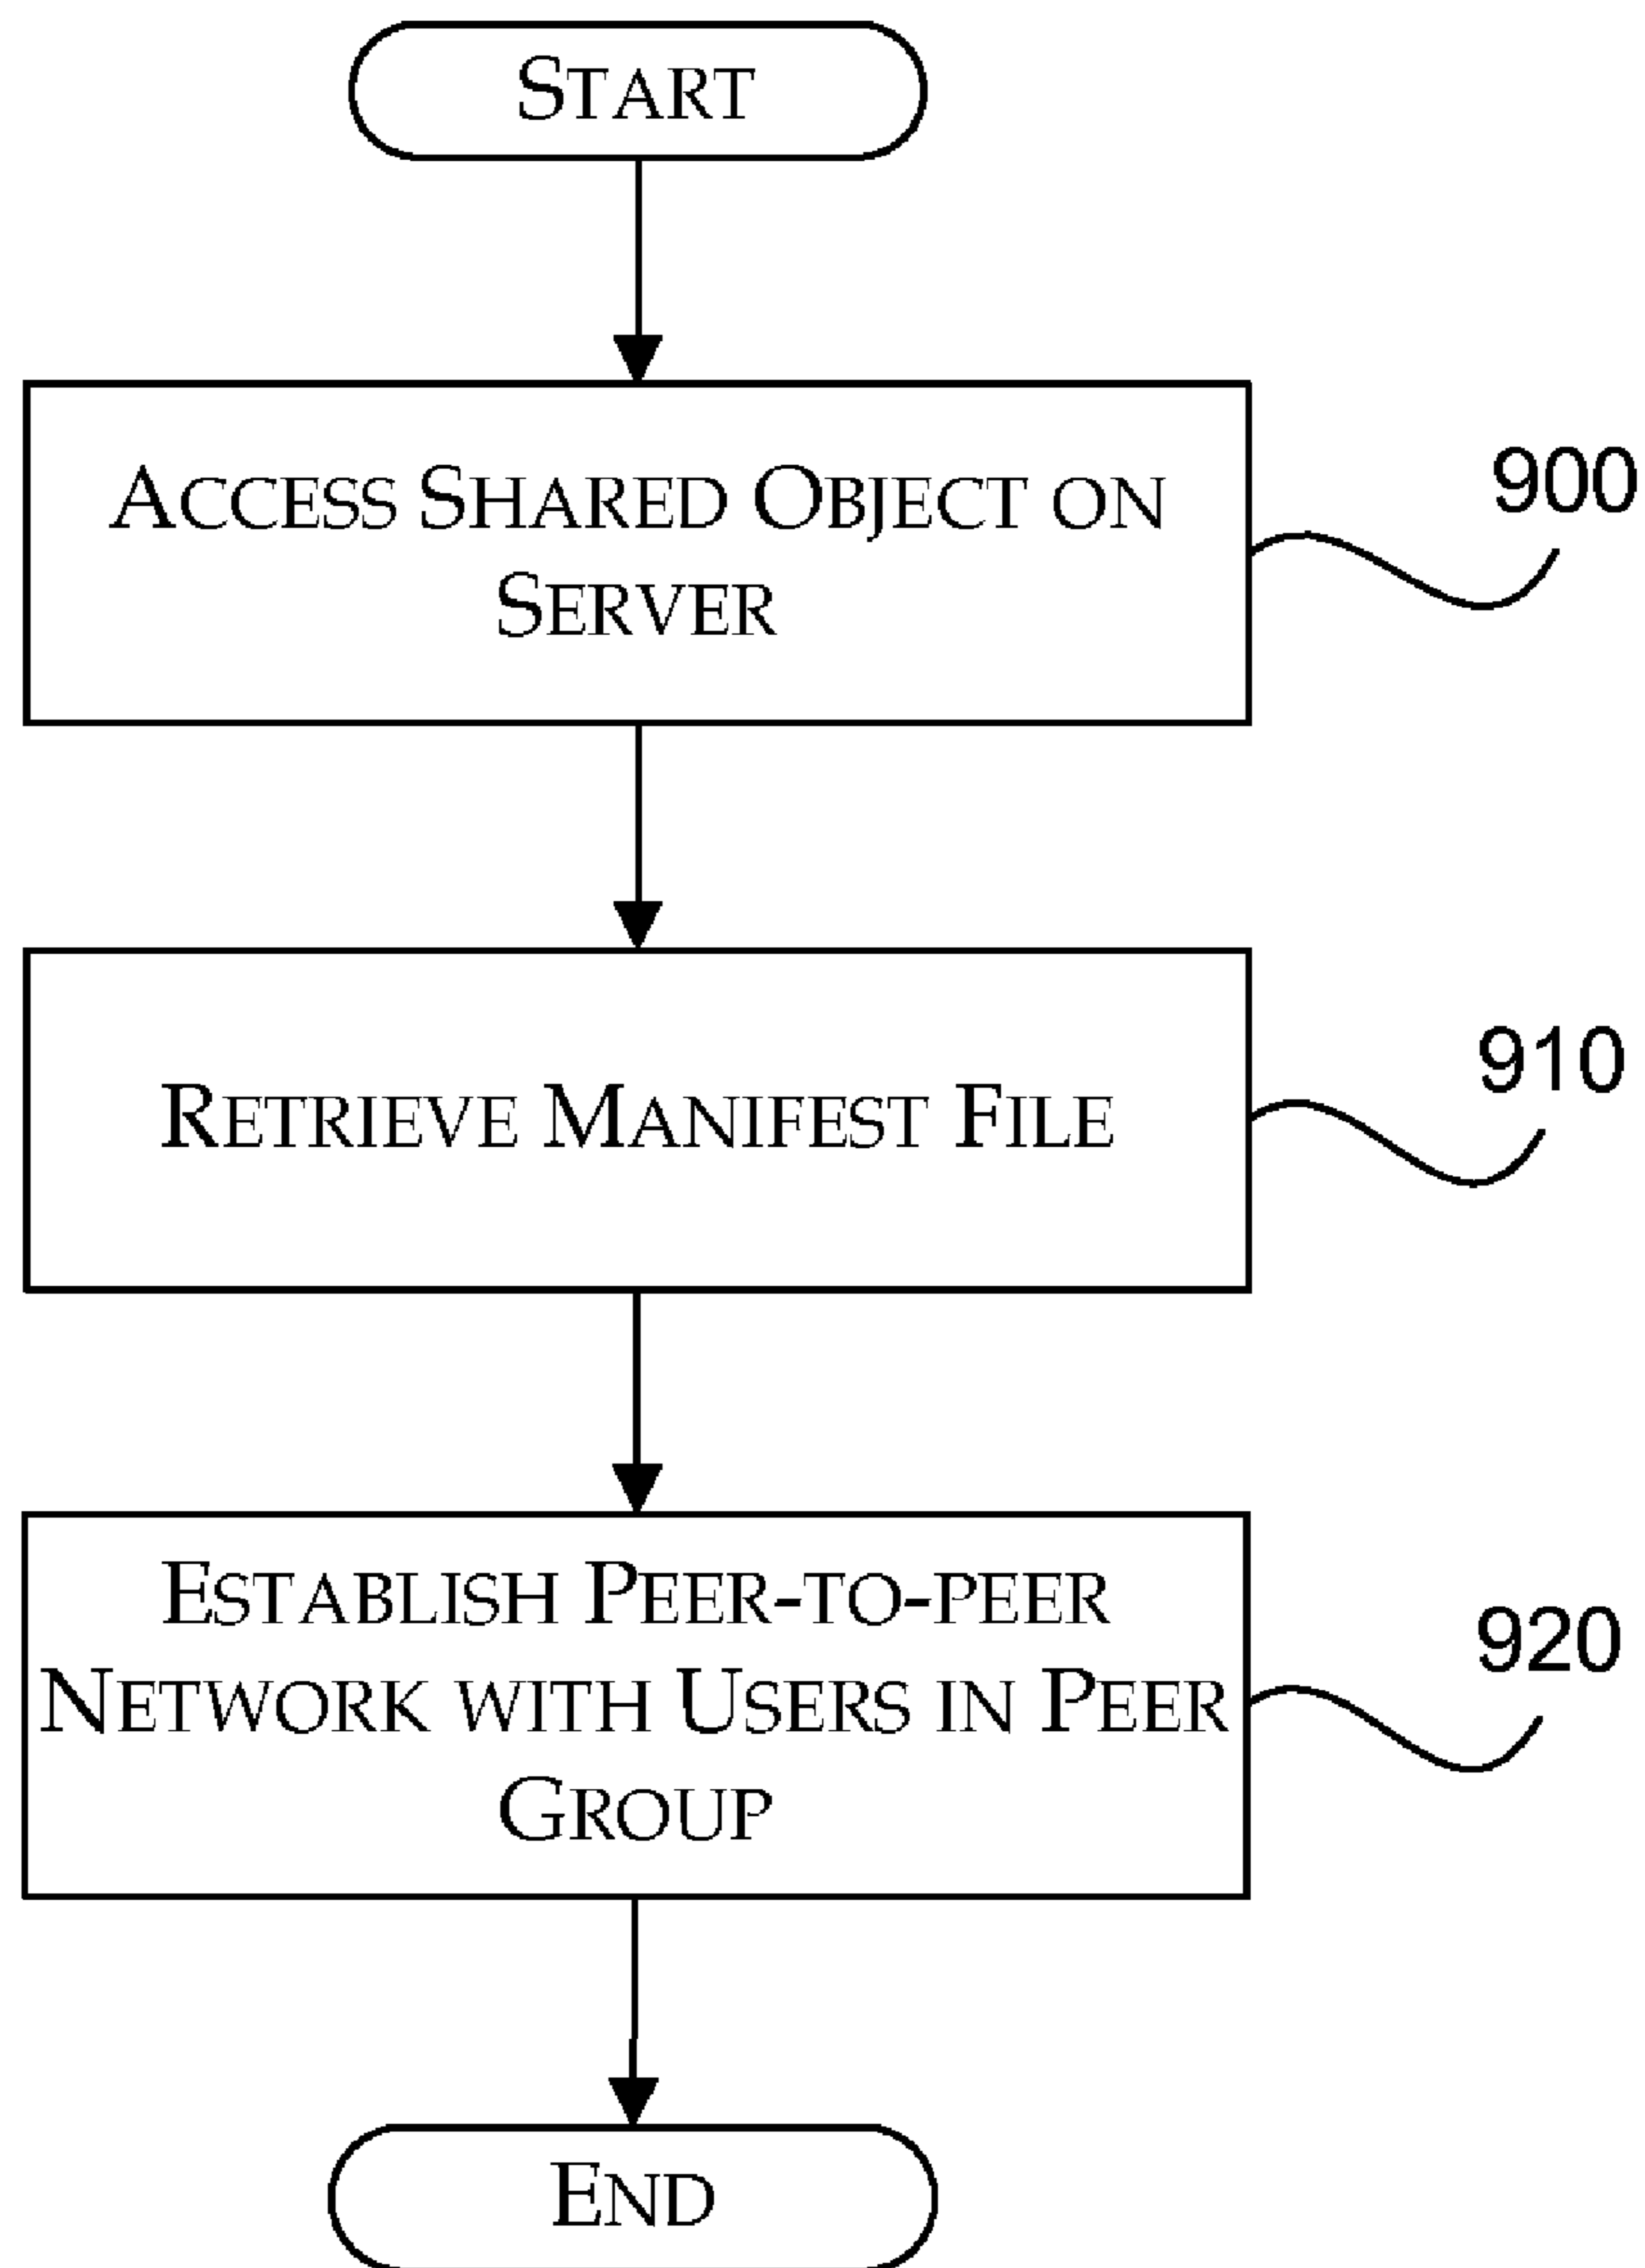 START
ACCESS SHARED OBJECT ON
SERVER
900
RETRIEVE MANIFEST FILE
910
ESTABLISH PEER-TO-PEER
NETWORK WITH USERS IN PEER
GROUP
920
END